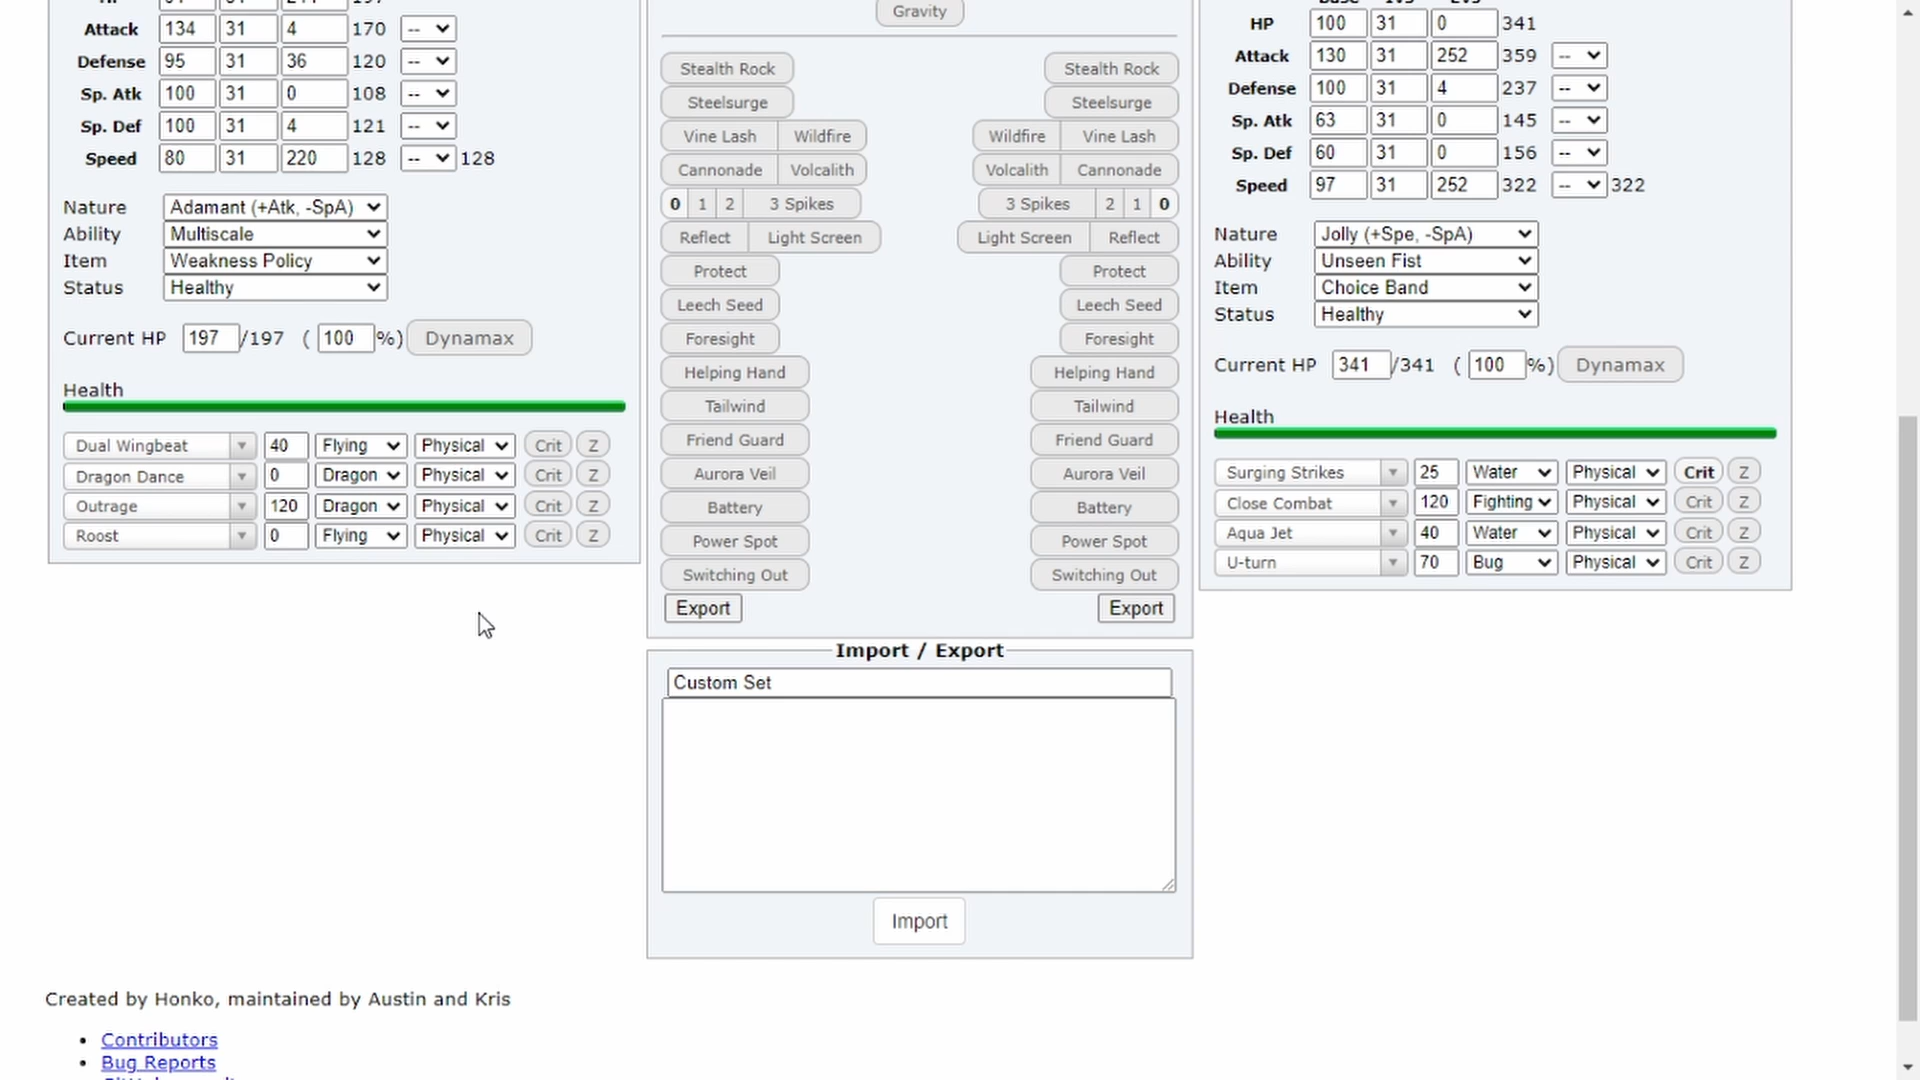 Attack 134 31 4 170 --
Defense 95 31 36 120 --
Sp. Atk 100 31 0 108 --
Sp. Def 100 31 4 121 --
Speed 80 31 220 128 -- 128
Nature Adamant (+Atk, -SpA)
Ability Multiscale
Item Weakness Policy
Status Healthy
Current HP 197 /197 ( 100 %) Dynamax
Health
Dual Wingbeat 40 Flying Physical Crit Z
Dragon Dance 0 Dragon Physical Crit Z
Outrage 120 Dragon Physical Crit Z
Roost 0 Flying Physical Crit Z
Gravity
Stealth Rock Stealth Rock
Steelsurge Steelsurge
Vine Lash Wildfire Wildfire Vine Lash
Cannonade Volcalith Volcalith Cannonade
0 1 2 3 Spikes 3 Spikes 2 1 0
Reflect Light Screen Light Screen Reflect
Protect Protect
Leech Seed Leech Seed
Foresight Foresight
Helping Hand Helping Hand
Tailwind Tailwind
Friend Guard Friend Guard
Aurora Veil Aurora Veil
Battery Battery
Power Spot Power Spot
Switching Out Switching Out
Export Export
Import / Export
Custom Set
Import
HP 100 31 0 341
Attack 130 31 252 359 --
Defense 100 31 4 237 --
Sp. Atk 63 31 0 145 --
Sp. Def 60 31 0 156 --
Speed 97 31 252 322 -- 322
Nature Jolly (+Spe, -SpA)
Ability Unseen Fist
Item Choice Band
Status Healthy
Current HP 341 /341 ( 100 %) Dynamax
Health
Surging Strikes 25 Water Physical Crit Z
Close Combat 120 Fighting Physical Crit Z
Aqua Jet 40 Water Physical Crit Z
U-turn 70 Bug Physical Crit Z
Created by Honko, maintained by Austin and Kris
• Contributors
• Bug Reports